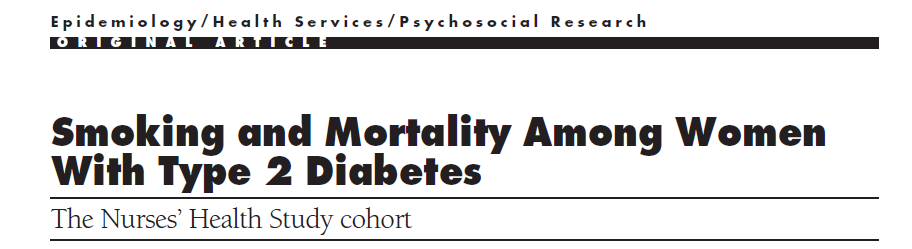 Epidemiology/Health Services/Psychosocial Research
ORIGINAL ARTICLE
Smoking and Mortality Among Women
With Type 2 Diabetes
The Nurses' Health Study cohort